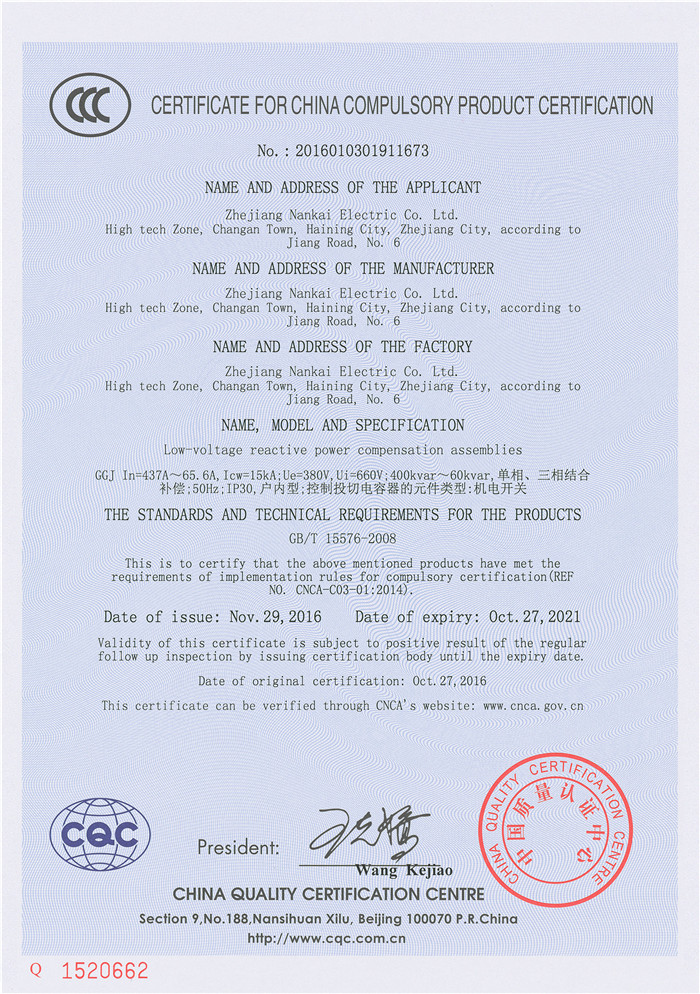 CCC
CERTIFICATE FOR CHINA COMPULSORY PRODUCT CERTIFICATION
No.: 2016010301911673
NAME AND ADDRESS OF THE APPLICANT
Zhejiang Nankai Electric Co. Ltd.
High tech Zone, Changan Town, Haining City, Zhejiang City, according to
Jiang Road, No. 6
NAME AND ADDRESS OF THE MANUFACTURER
Zhejiang Nankai Electric Co. Ltd.
High tech Zone, Changan Town, Haining City, Zhejiang City, according to
Jiang Road, No. 6
NAME AND ADDRESS OF THE FACTORY
Zhejiang Nankai Electric Co. Ltd.
High tech Zone, Changan Town, Haining City, Zhejiang City, according to
Jiang Road, No. 6
NAME, MODEL AND SPECIFICATION
Low-voltage reactive power compensation assemblies
GGJ In=437A～65.6A,Icw=15kA;Ue=380V,Ui=660V;400kvar～60kvar,单相、三相结合
补偿;50Hz;IP30,户内型;控制投切电容器的元件类型:机电开关
THE STANDARDS AND TECHNICAL REQUIREMENTS FOR THE PRODUCTS
GB/T 15576-2008
This is to certify that the above mentioned products have met the
requirements of implementation rules for compulsory certification(REF
NO. CNCA-C03-01:2014).
Date of issue: Nov.29,2016 Date of expiry: Oct.27,2021
Validity of this certificate is subject to positive result of the regular
follow up inspection by issuing certification body until the expiry date.
Date of original certification: Oct.27,2016
This certificate can be verified through CNCA's website: www.cnca.gov.cn
CHINA QUALITY CERTIFICATION CENTRE
中国质量认证中心
CQC
President: 王克娇
Wang Kejiao
CHINA QUALITY CERTIFICATION CENTRE
Section 9,No.188,Nansihuan Xilu, Beijing 100070 P.R.China
http://www.cqc.com.cn
Q 1520662